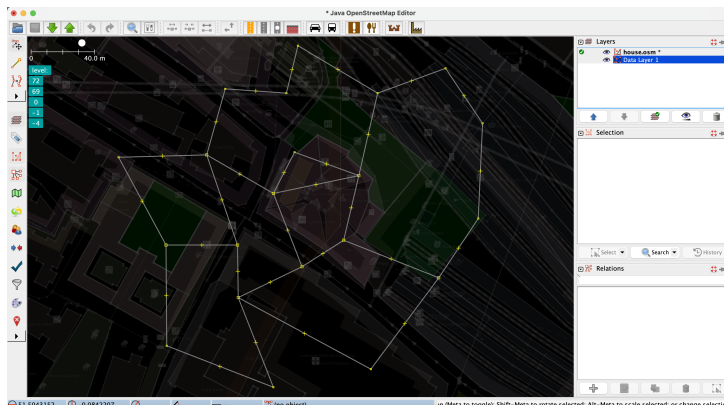 * Java OpenStreetMap Editor
0
40.0 m
level:
72
69
0
-1
-4
Layers
house.osm *
Data Layer 1
Selection
Select
Search
History
Relations
(no object)
(Meta to toggle); Shift-Meta to rotate selected; Alt-Meta to scale selected; or change selecti